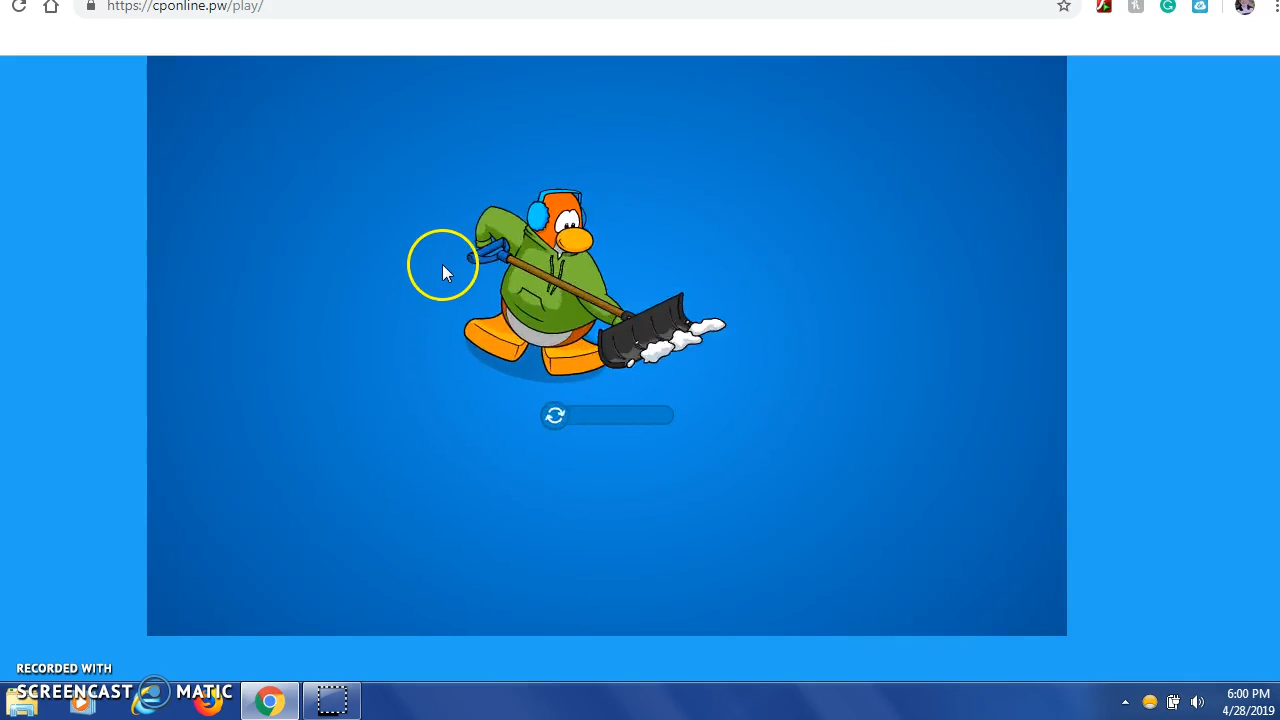 https://cponline.pw/play/
RECORDED WITH
SCREENCAST MATIC
6:00 PM
4/28/2019